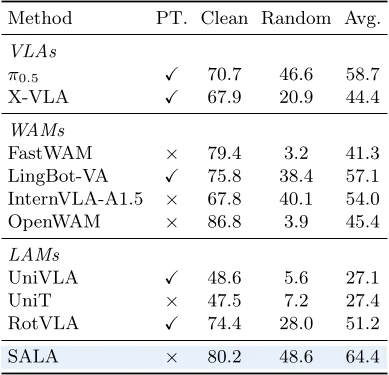 Method PT. Clean Random Avg.
VLAs
π0.5 ✓ 70.7 46.6 58.7
X-VLA ✓ 67.9 20.9 44.4
WAMs
FastWAM × 79.4 3.2 41.3
LingBot-VA ✓ 75.8 38.4 57.1
InternVLA-A1.5 × 67.8 40.1 54.0
OpenWAM × 86.8 3.9 45.4
LAMs
UniVLA ✓ 48.6 5.6 27.1
UniT × 47.5 7.2 27.4
RotVLA ✓ 74.4 28.0 51.2
SALA × 80.2 48.6 64.4